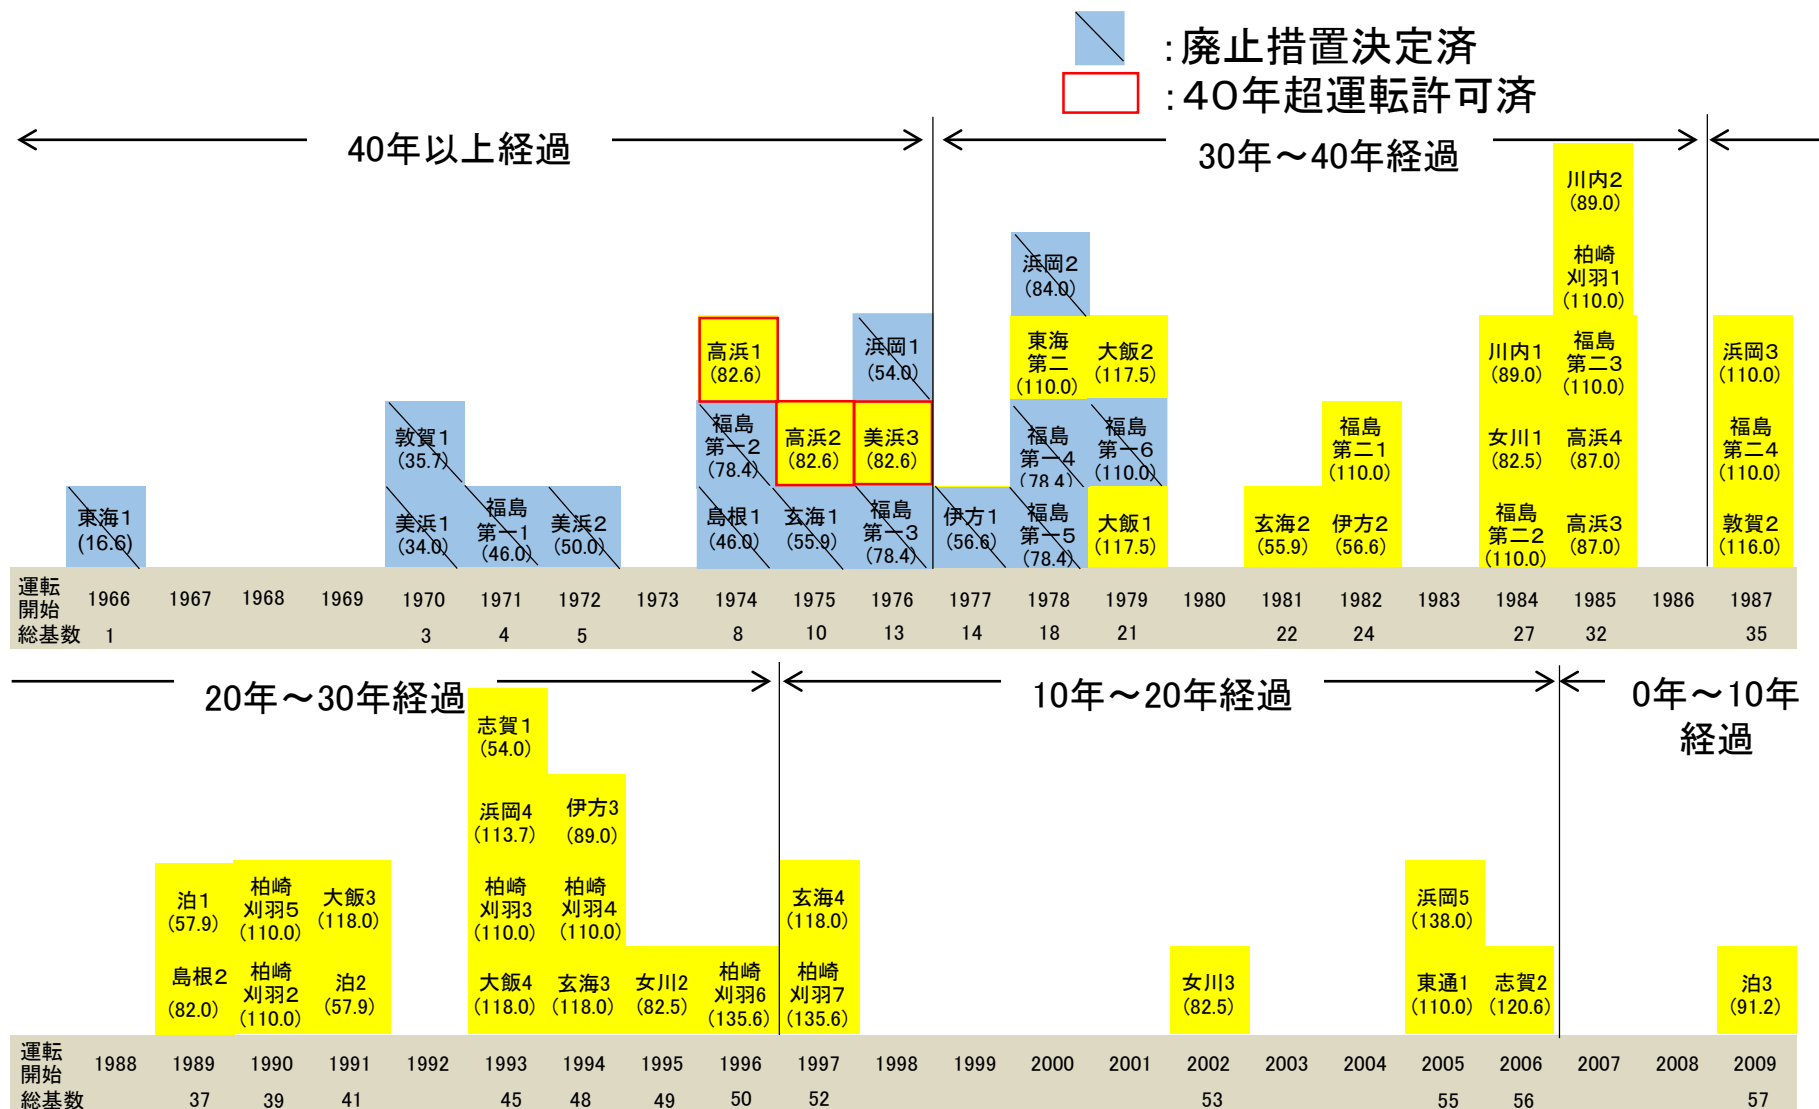 ：廃止措置決定済
：４０年超運転許可済
40年以上経過
30年～40年経過
川内2
(89.0)
浜岡2
(84.0)
柏崎
刈羽1
(110.0)
高浜1
(82.6)
浜岡1
(54.0)
東海
第二
(110.0)
大飯2
(117.5)
川内1
(89.0)
福島
第二3
(110.0)
浜岡3
(110.0)
敦賀1
(35.7)
福島
第一2
(78.4)
高浜2
(82.6)
美浜3
(82.6)
福島
第一4
(78.4)
福島
第一6
(110.0)
福島
第二1
(110.0)
女川1
(82.5)
高浜4
(87.0)
福島
第二4
(110.0)
東海1
(16.6)
美浜1
(34.0)
福島
第一1
(46.0)
美浜2
(50.0)
島根1
(46.0)
玄海1
(55.9)
福島
第一3
(78.4)
伊方1
(56.6)
福島
第一5
(78.4)
大飯1
(117.5)
玄海2
(55.9)
伊方2
(56.6)
福島
第二2
(110.0)
高浜3
(87.0)
敦賀2
(116.0)
運転
開始 1966 1967 1968 1969 1970 1971 1972 1973 1974 1975 1976 1977 1978 1979 1980 1981 1982 1983 1984 1985 1986 1987
総基数 1 3 4 5 8 10 13 14 18 21 22 24 27 32 35
20年～30年経過
10年～20年経過
0年～10年
経過
志賀1
(54.0)
浜岡4
(113.7)
伊方3
(89.0)
泊1
(57.9)
柏崎
刈羽5
(110.0)
大飯3
(118.0)
柏崎
刈羽3
(110.0)
柏崎
刈羽4
(110.0)
玄海4
(118.0)
浜岡5
(138.0)
島根2
(82.0)
柏崎
刈羽2
(110.0)
泊2
(57.9)
大飯4
(118.0)
玄海3
(118.0)
女川2
(82.5)
柏崎
刈羽6
(135.6)
柏崎
刈羽7
(135.6)
女川3
(82.5)
東通1
(110.0)
志賀2
(120.6)
泊3
(91.2)
運転
開始 1988 1989 1990 1991 1992 1993 1994 1995 1996 1997 1998 1999 2000 2001 2002 2003 2004 2005 2006 2007 2008 2009
総基数 37 39 41 45 48 49 50 52 53 55 56 57